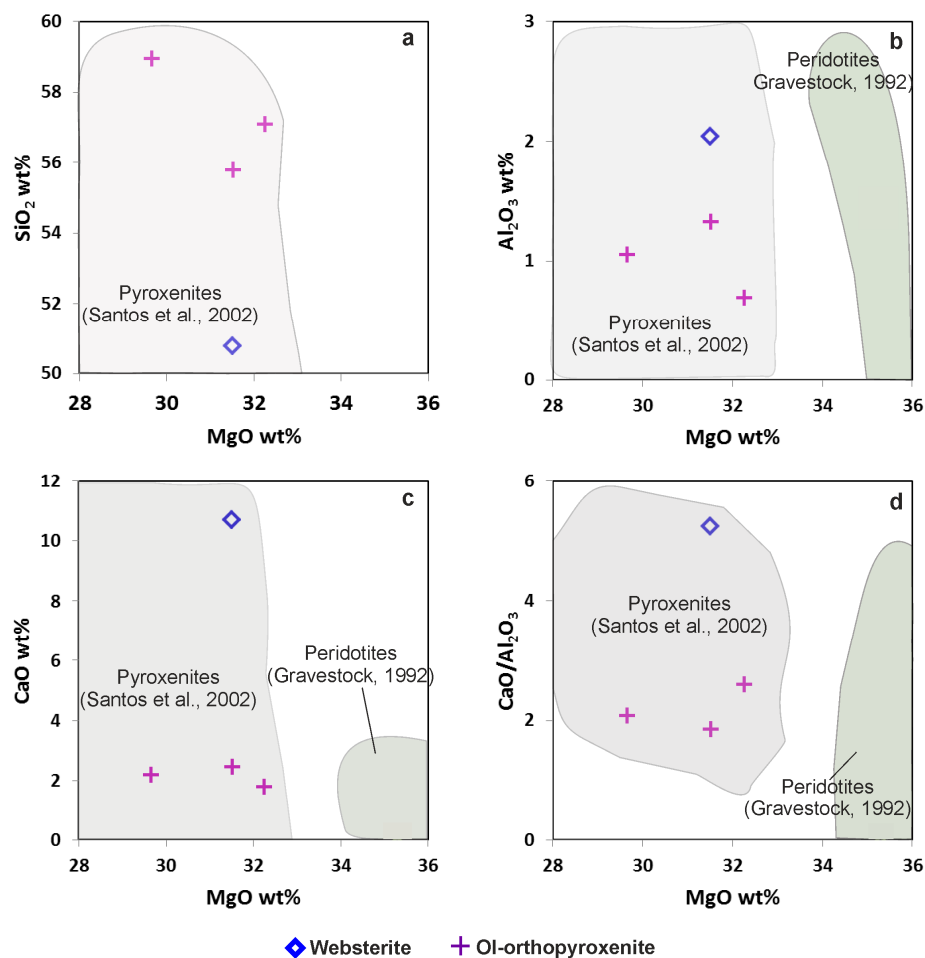 60
58
56
54
52
50
SiO2 wt%
a
Pyroxenites
(Santos et al., 2002)
28
30
32
34
36
MgO wt%
3
2
1
0
Al2O3 wt%
b
Peridotites
Gravestock, 1992)
Pyroxenites
(Santos et al., 2002)
28
30
32
34
36
MgO wt%
12
10
8
6
4
2
0
CaO wt%
c
Peridotites
(Gravestock, 1992)
Pyroxenites
(Santos et al., 2002)
28
30
32
34
36
MgO wt%
6
4
2
0
CaO/Al2O3
d
Pyroxenites
(Santos et al., 2002)
Peridotites
(Gravestock, 1992)
28
30
32
34
36
MgO wt%
Websterite
Ol-orthopyroxenite